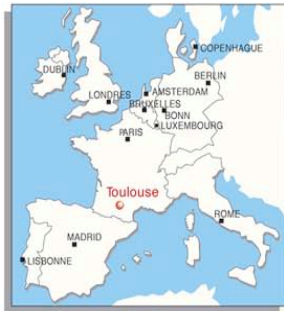 COPENHAGUE
DUBLIN
BERLIN
AMSTERDAM
LONDRES
BRUXELLES
BONN
LUXEMBOURG
PARIS
Toulouse
ROME
MADRID
LISBONNE